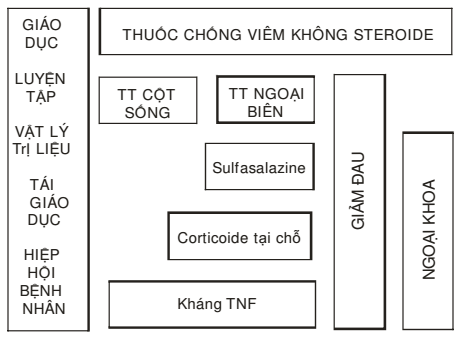 GIÁO
DỤC
LUYỆN
TẬP
VẬT LÝ
TrỊ LIỆU
TÁI
GIÁO
DỤC
HIỆP
HỘI
BỆNH
NHÂN
THUỐC CHỐNG VIÊM KHÔNG STEROIDE
TT CỘT
SỐNG
TT NGOẠI
BIÊN
Sulfasalazine
Corticoide tại chỗ
Kháng TNF
GIẢM ĐAU
NGOẠI KHOA